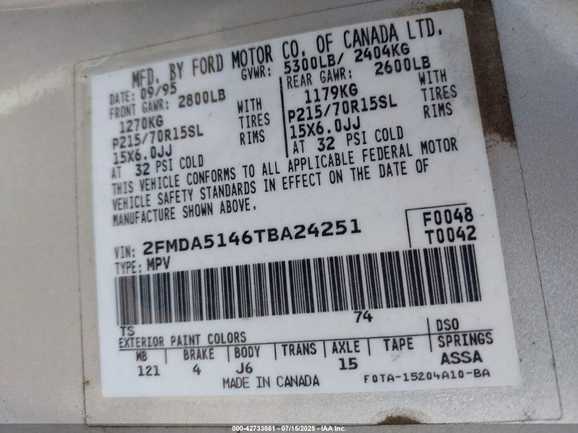 MFD. BY FORD MOTOR CO. OF CANADA LTD.
DATE: 09/95 GVWR: 5300LB/ 2404KG
FRONT GAWR: 2800LB REAR GAWR: 2600LB
1270KG WITH 1179KG WITH
P215/70R15SL TIRES P215/70R15SL TIRES
15X6.0JJ RIMS 15X6.0JJ RIMS
AT 32 PSI COLD AT 32 PSI COLD
THIS VEHICLE CONFORMS TO ALL APPLICABLE FEDERAL MOTOR
VEHICLE SAFETY STANDARDS IN EFFECT ON THE DATE OF
MANUFACTURE SHOWN ABOVE.
F0048
VIN: 2FMDA5146TBA24251 T0042
TYPE: MPV
TS 74 DSO
EXTERIOR PAINT COLORS
WB BRAKE BODY TRANS AXLE TAPE SPRINGS
121 4 J6 15 ASSA
MADE IN CANADA F0TA-15204A10-BA
000-42733561 07/15/2025 IAA, Inc.